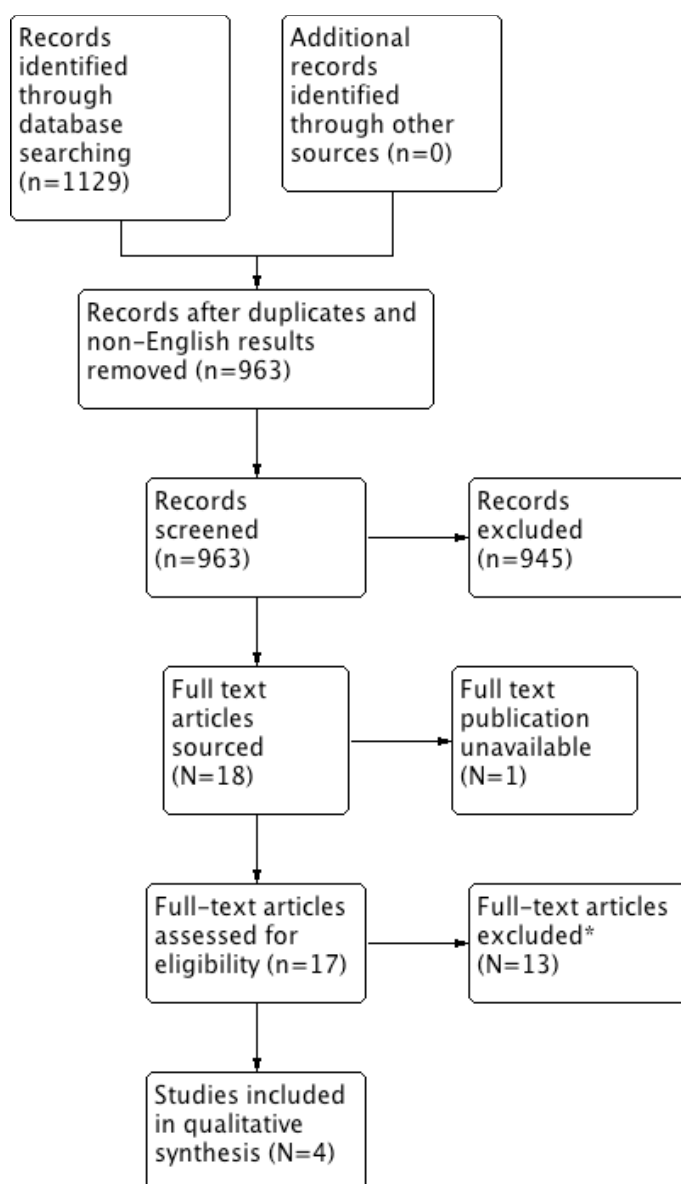 Records
identified
through
database
searching
(n=1129)
Additional
records
identified
through other
sources (n=0)
Records after duplicates and
non-English results
removed (n=963)
Records
screened
(n=963)
Records
excluded
(n=945)
Full text
articles
sourced
(N=18)
Full text
publication
unavailable
(N=1)
Full-text articles
assessed for
eligibility (n=17)
Full-text articles
excluded*
(N=13)
Studies included
in qualitative
synthesis (N=4)